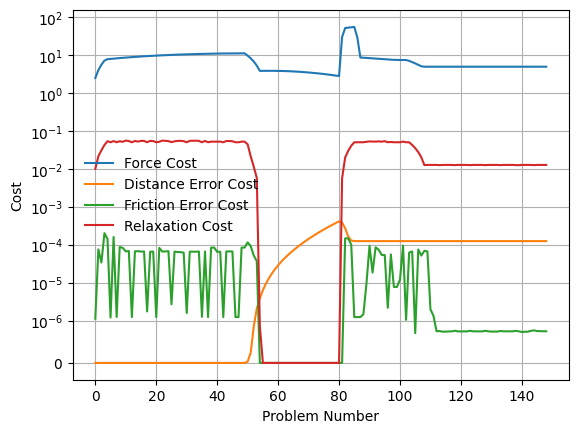 10²
10¹
10⁰
10⁻¹
10⁻²
10⁻³
10⁻⁴
10⁻⁵
10⁻⁶
0
Cost
Force Cost
Distance Error Cost
Friction Error Cost
Relaxation Cost
0 20 40 60 80 100 120 140
Problem Number